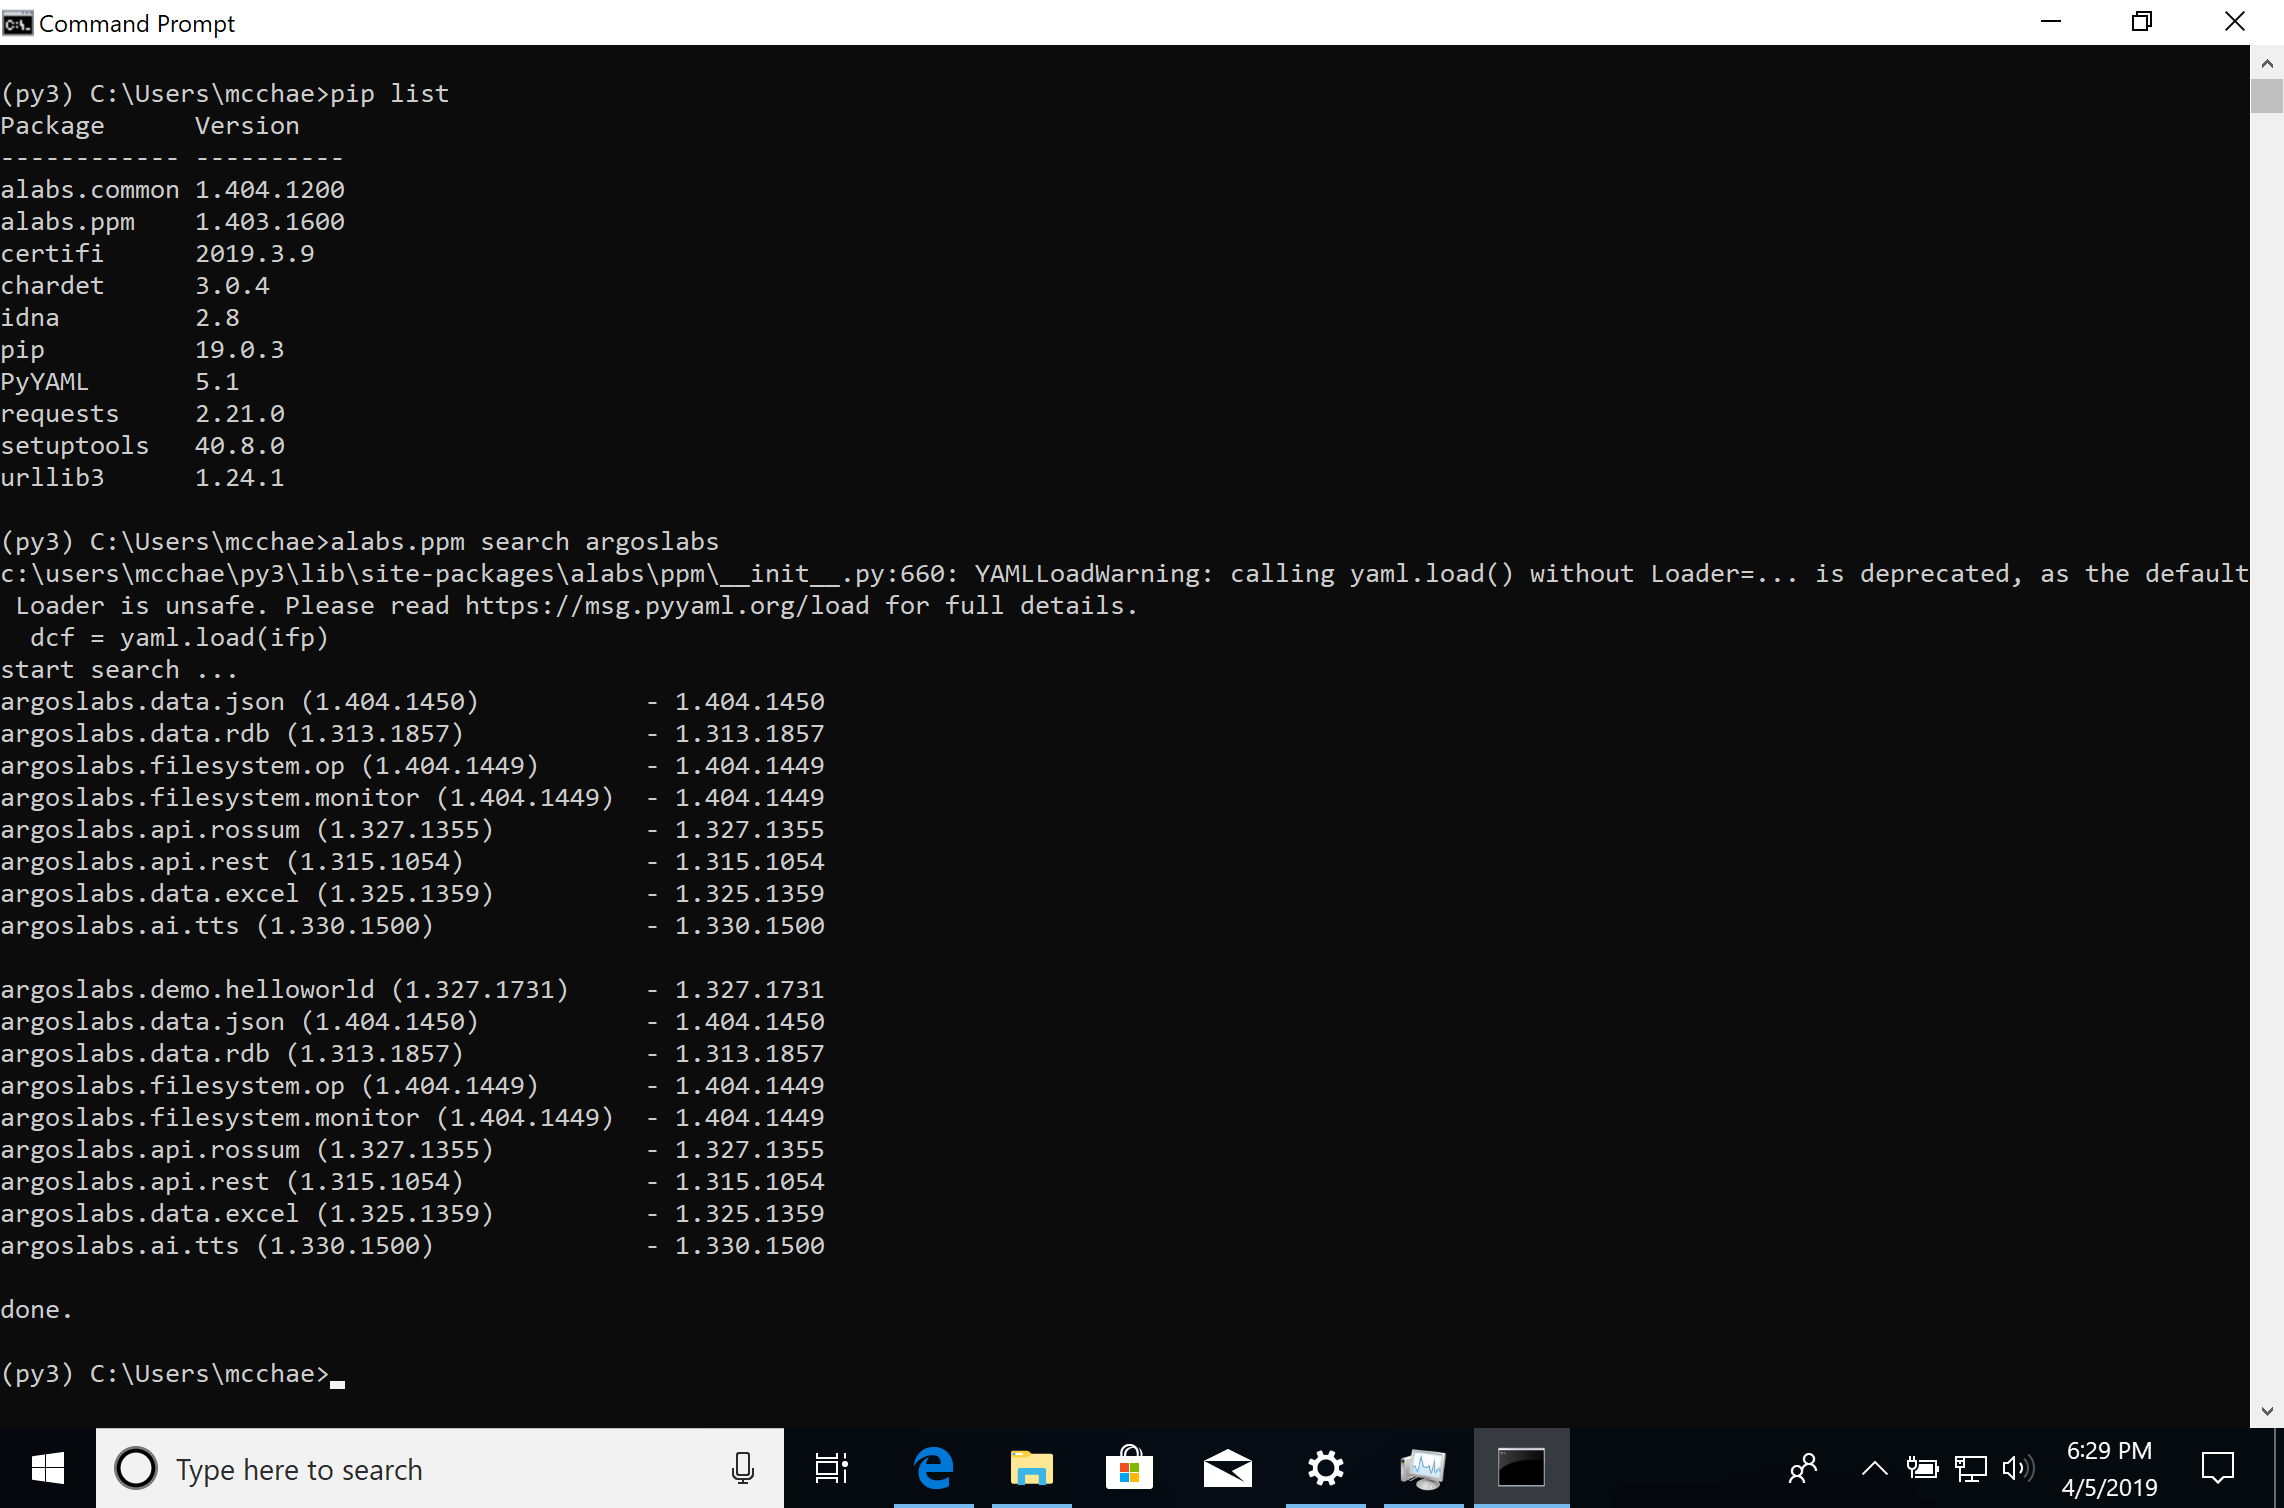 Command Prompt
(py3) C:\Users\mcchae>pip list
Package      Version
------------ ----------
alabs.common 1.404.1200
alabs.ppm    1.403.1600
certifi      2019.3.9
chardet      3.0.4
idna         2.8
pip          19.0.3
PyYAML       5.1
requests     2.21.0
setuptools   40.8.0
urllib3      1.24.1
(py3) C:\Users\mcchae>alabs.ppm search argoslabs
c:\users\mcchae\py3\lib\site-packages\alabs\ppm\__init__.py:660: YAMLLoadWarning: calling yaml.load() without Loader=... is deprecated, as the default
 Loader is unsafe. Please read https://msg.pyyaml.org/load for full details.
  dcf = yaml.load(ifp)
start search ...
argoslabs.data.json (1.404.1450)           - 1.404.1450
argoslabs.data.rdb (1.313.1857)            - 1.313.1857
argoslabs.filesystem.op (1.404.1449)       - 1.404.1449
argoslabs.filesystem.monitor (1.404.1449)  - 1.404.1449
argoslabs.api.rossum (1.327.1355)          - 1.327.1355
argoslabs.api.rest (1.315.1054)            - 1.315.1054
argoslabs.data.excel (1.325.1359)          - 1.325.1359
argoslabs.ai.tts (1.330.1500)              - 1.330.1500
argoslabs.demo.helloworld (1.327.1731)     - 1.327.1731
argoslabs.data.json (1.404.1450)           - 1.404.1450
argoslabs.data.rdb (1.313.1857)            - 1.313.1857
argoslabs.filesystem.op (1.404.1449)       - 1.404.1449
argoslabs.filesystem.monitor (1.404.1449)  - 1.404.1449
argoslabs.api.rossum (1.327.1355)          - 1.327.1355
argoslabs.api.rest (1.315.1054)            - 1.315.1054
argoslabs.data.excel (1.325.1359)          - 1.325.1359
argoslabs.ai.tts (1.330.1500)              - 1.330.1500
done.
(py3) C:\Users\mcchae>
Type here to search
6:29 PM
4/5/2019